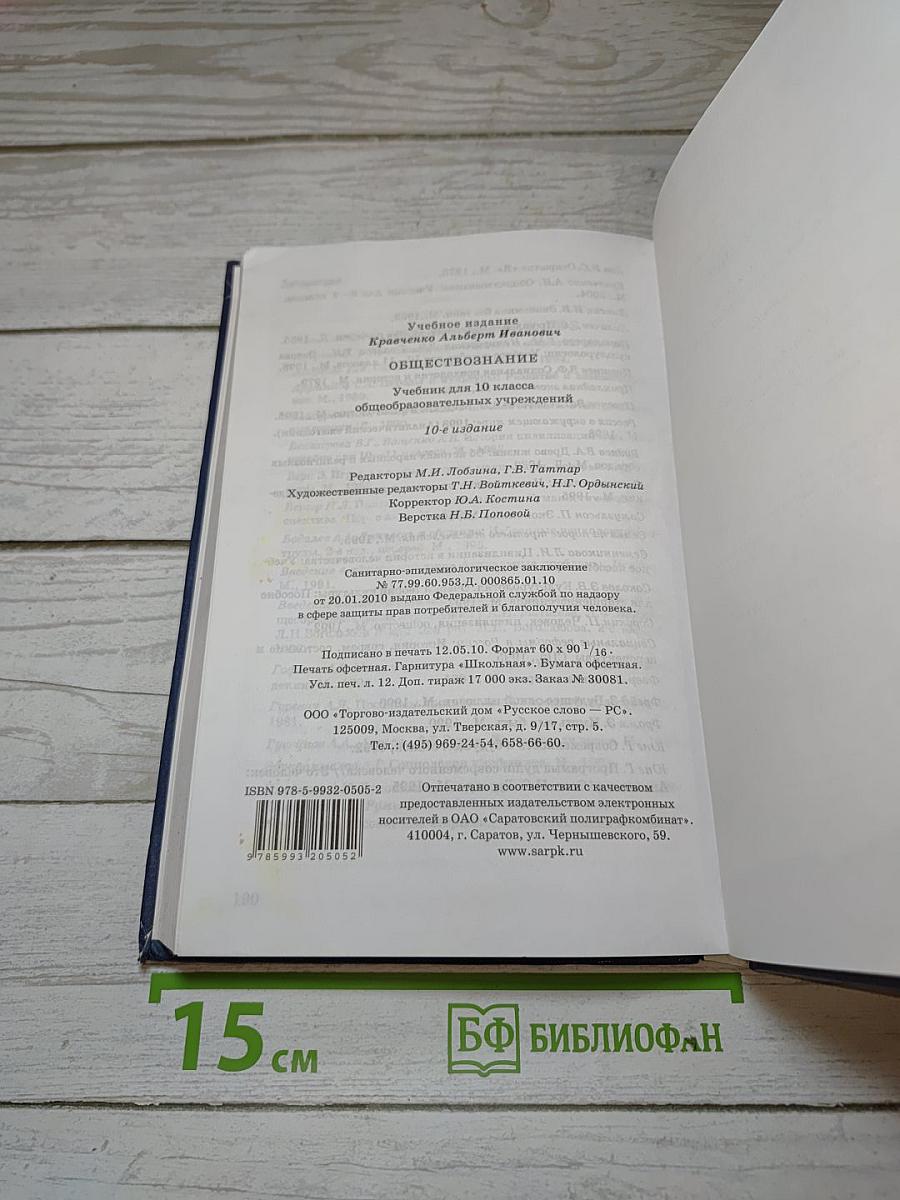 Учебное издание
Кравченко Альберт Иванович
ОБЩЕСТВОЗНАНИЕ
Учебник для 10 класса
общеобразовательных учреждений
10-е издание
Редакторы М.И. Лобзина, Г.В. Таттар
Художественные редакторы Т.Н. Войткевич, Н.Г. Ордынский
Корректор Ю.А. Костина
Верстка Н.Б. Поповой
Санитарно-эпидемиологическое заключение
№ 77.99.60.953.Д. 000865.01.10
от 20.01.2010 выдано Федеральной службой по надзору
в сфере защиты прав потребителей и благополучия человека.
Подписано в печать 12.05.10. Формат 60 х 90 1/16.
Печать офсетная. Гарнитура «Школьная». Бумага офсетная.
Усл. печ. л. 12. Доп. тираж 17 000 экз. Заказ № 30081.
ООО «Торгово-издательский дом «Русское слово — РС».
125009, Москва, ул. Тверская, д. 9/17, стр. 5.
Тел.: (495) 969-24-54, 658-66-60.
ISBN 978-5-9932-0505-2
9 785993 205052
Отпечатано в соответствии с качеством
предоставленных издательством электронных
носителей в ОАО «Саратовский полиграфкомбинат».
410004, г. Саратов, ул. Чернышевского, 59.
www.sarpk.ru
190
15 см
БФ БИБЛИОФАН